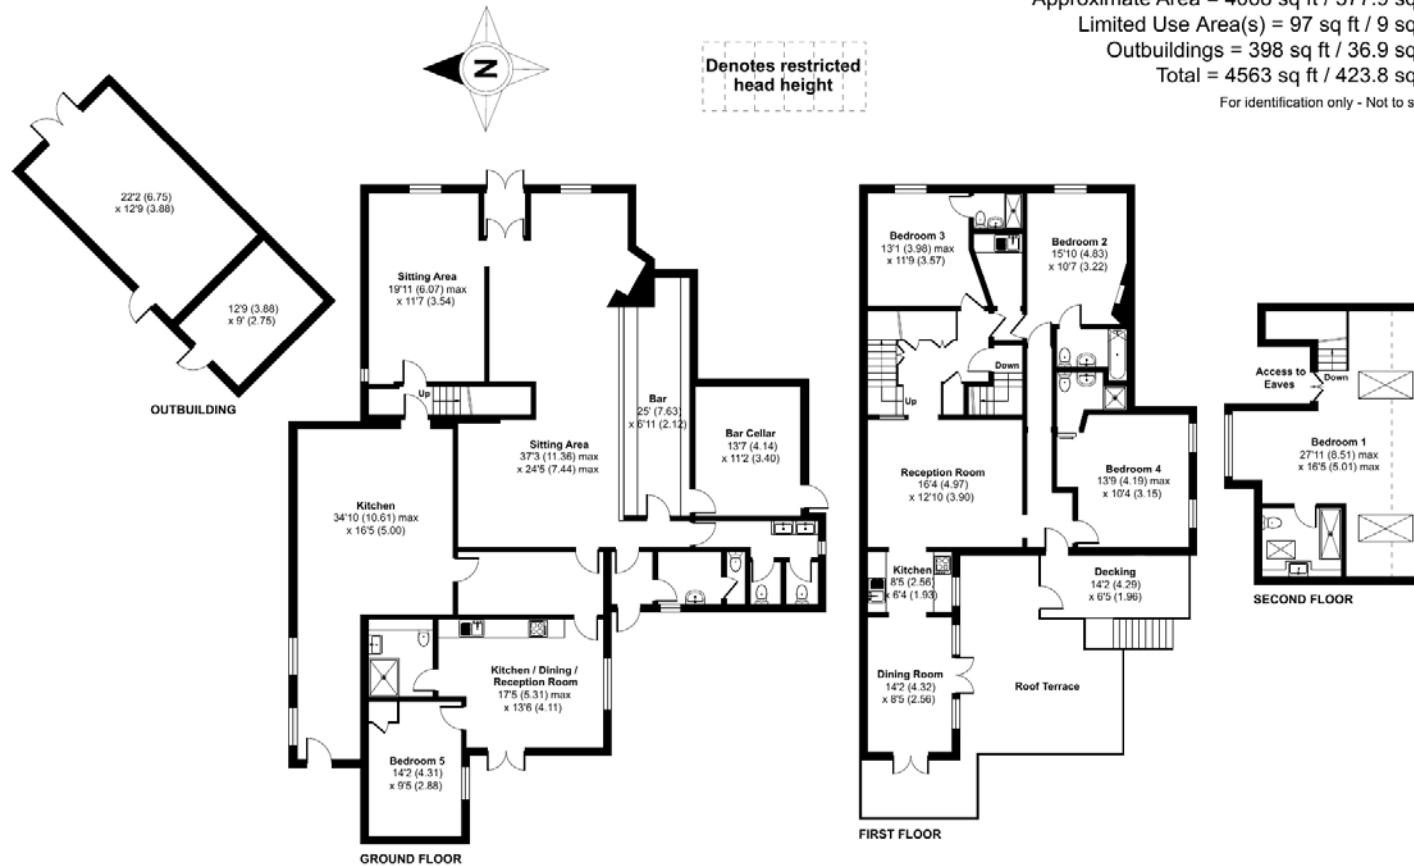 Limited Use Area(s) = 97 sq ft / 9 sq
Outbuildings = 398 sq ft / 36.9 sq
Total = 4563 sq ft / 423.8 sq
For identification only - Not to s
N
Denotes restricted
head height
22'2 (6.75)
x 12'9 (3.88)
12'9 (3.88)
x 9' (2.75)
OUTBUILDING
Sitting Area
19'11 (6.07) max
x 11'7 (3.54)
Up
Bar
25' (7.63)
x 6'11 (2.12)
Bar Cellar
13'7 (4.14)
x 11'2 (3.40)
Sitting Area
37'3 (11.36) max
x 24'5 (7.44) max
Kitchen
34'10 (10.61) max
x 16'5 (5.00)
Kitchen / Dining /
Reception Room
17'5 (5.31) max
x 13'6 (4.11)
Bedroom 5
14'2 (4.31)
x 9'5 (2.88)
GROUND FLOOR
Bedroom 3
13'1 (3.98) max
x 11'9 (3.57)
Bedroom 2
15'10 (4.83)
x 10'7 (3.22)
Down
Up
Reception Room
16'4 (4.97)
x 12'10 (3.90)
Bedroom 4
13'9 (4.19) max
x 10'4 (3.15)
Kitchen
8'5 (2.56)
x 6'4 (1.93)
Decking
14'2 (4.29)
x 6'5 (1.96)
Dining Room
14'2 (4.32)
x 8'5 (2.56)
Roof Terrace
FIRST FLOOR
Access to
Eaves
Down
Bedroom 1
27'11 (8.51) max
x 16'5 (5.01) max
SECOND FLOOR